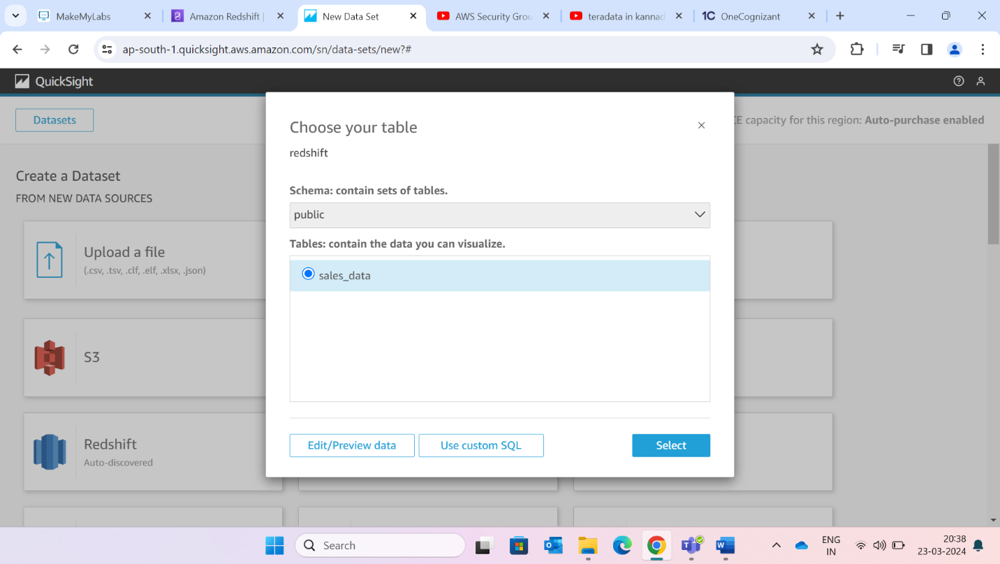 MakeMyLabs
Amazon Redshift |
New Data Set
AWS Security Grou
teradata in kannad
OneCognizant
ap-south-1.quicksight.aws.amazon.com/sn/data-sets/new?#
QuickSight
Datasets
CE capacity for this region: Auto-purchase enabled
Create a Dataset
FROM NEW DATA SOURCES
Upload a file
(.csv, .tsv, .clf, .elf, .xlsx, .json)
S3
Redshift
Auto-discovered
Choose your table
redshift
Schema: contain sets of tables.
public
Tables: contain the data you can visualize.
sales_data
Edit/Preview data
Use custom SQL
Select
Search
ENG
IN
20:38
23-03-2024